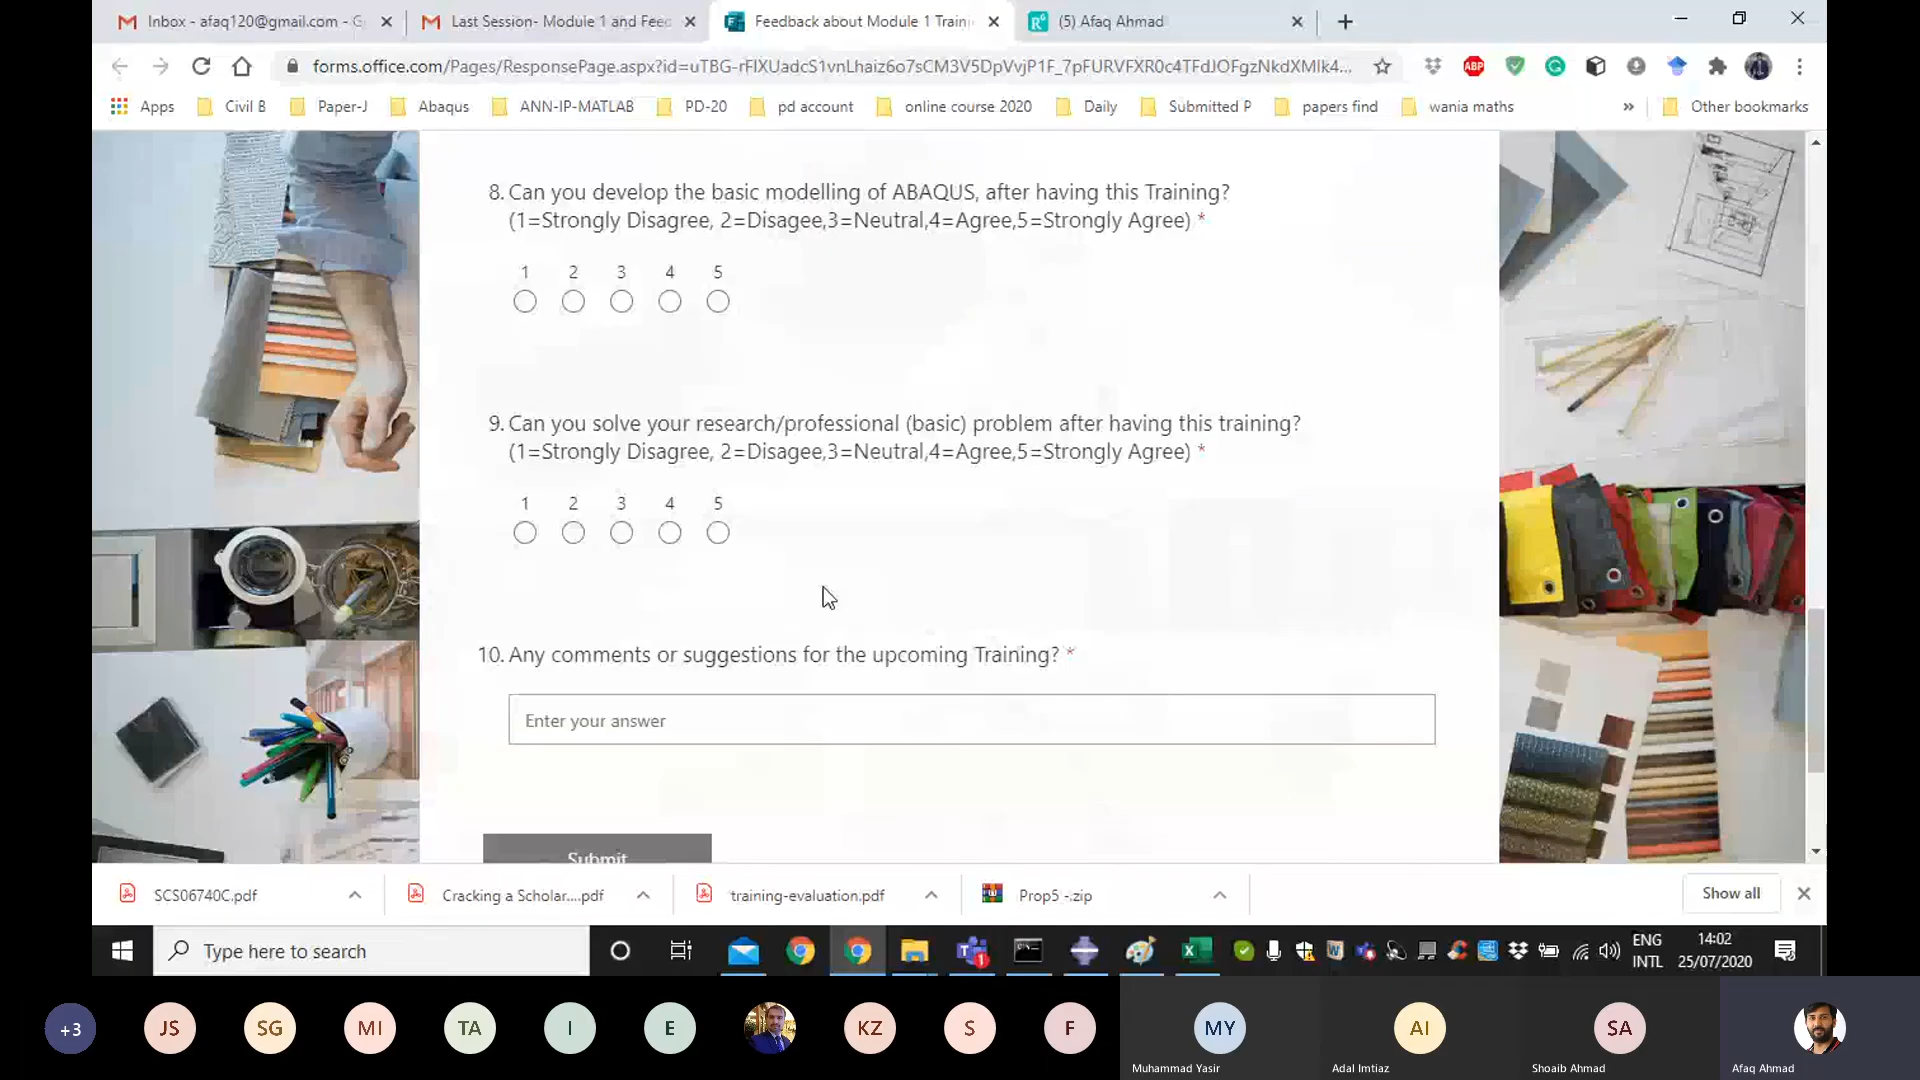 Inbox - afaq120@gmail.com - G
Last Session- Module 1 and Feed
Feedback about Module 1 Traini
(5) Afaq Ahmad
forms.office.com/Pages/ResponsePage.aspx?id=uTBG-rFlXUadcS1vnLhaiz6o7sCM3V5DpVvjP1F_7pFURVFXR0c4TFdJOFgzNkdXMlk4...
ABP
Apps
Civil B
Paper-J
Abaqus
ANN-IP-MATLAB
PD-20
pd account
online course 2020
Daily
Submitted P
papers find
wania maths
»
Other bookmarks
8. Can you develop the basic modelling of ABAQUS, after having this Training?
(1=Strongly Disagree, 2=Disagee,3=Neutral,4=Agree,5=Strongly Agree) *
1 2 3 4 5
9. Can you solve your research/professional (basic) problem after having this training?
(1=Strongly Disagree, 2=Disagee,3=Neutral,4=Agree,5=Strongly Agree) *
1 2 3 4 5
10. Any comments or suggestions for the upcoming Training? *
Enter your answer
Submit
SCS06740C.pdf
Cracking a Scholar....pdf
training-evaluation.pdf
Prop5 -.zip
Show all
Type here to search
ENG
INTL
14:02
25/07/2020
+3
JS
SG
MI
TA
I
E
KZ
S
F
MY
AI
SA
Muhammad Yasir
Adal Imtiaz
Shoaib Ahmad
Afaq Ahmad